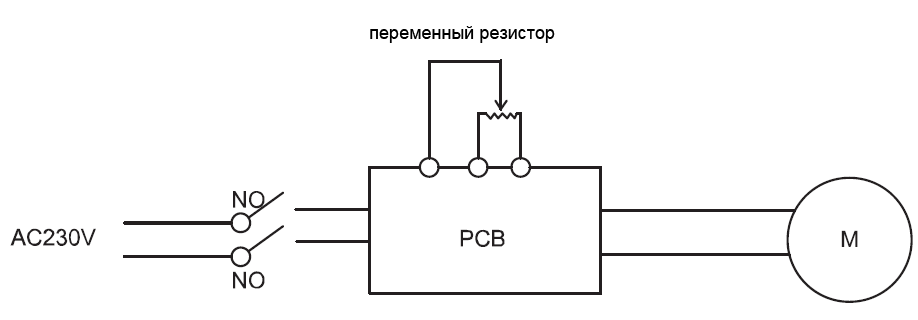 переменный резистор
NO
AC230V
PCB
M
NO